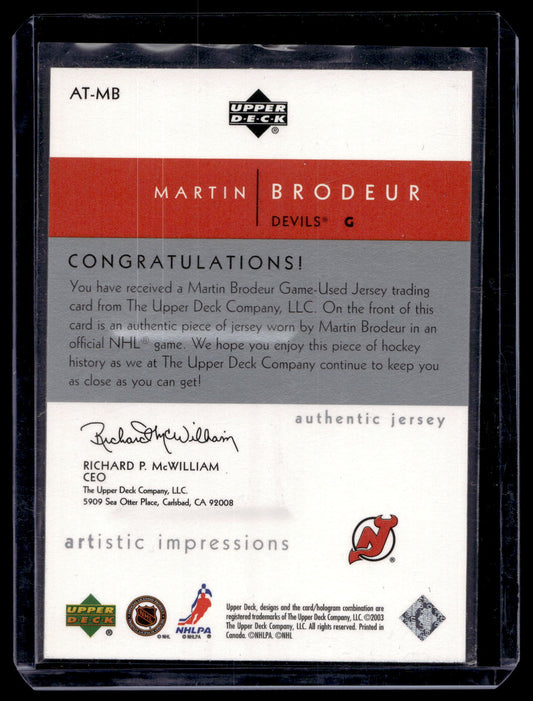 AT-MB
UPPER
D·E·C·K
®
MARTIN BRODEUR
DEVILS® G
CONGRATULATIONS!
You have received a Martin Brodeur Game-Used Jersey trading
card from The Upper Deck Company, LLC. On the front of this
card is an authentic piece of jersey worn by Martin Brodeur in an
official NHL® game. We hope you enjoy this piece of hockey
history as we at The Upper Deck Company continue to keep you
as close as you can get!
authentic jersey
Richard P. McWilliam
RICHARD P. McWILLIAM
CEO
The Upper Deck Company, LLC.
5909 Sea Otter Place, Carlsbad, CA 92008
artistic impressions
NJ
®
UPPER
DECK
NHL
© NHL
NHLPA
© NHLPA
Upper Deck, designs and the card/hologram combination are
registered trademarks of The Upper Deck Company, LLC ©2003
The Upper Deck Company, LLC. All rights reserved. Printed in
Canada. ©NHLPA. ©NHL